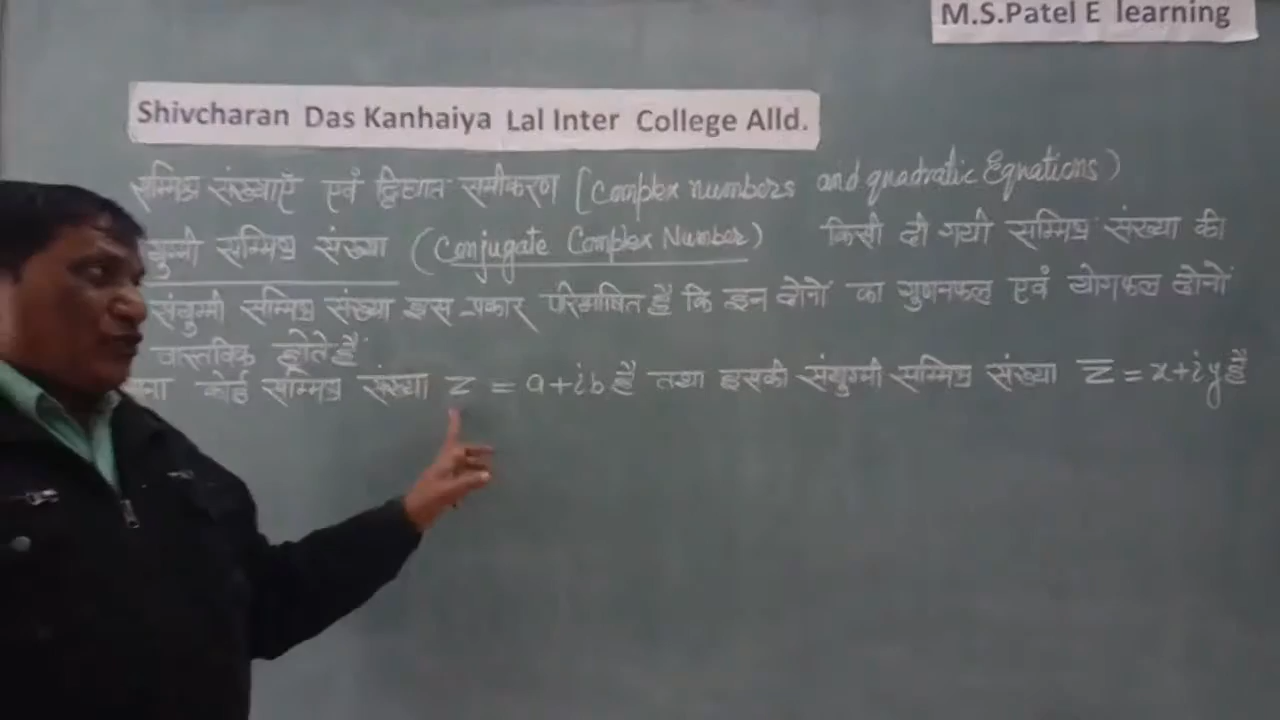 M.S.Patel E learning
Shivcharan Das Kanhaiya Lal Inter College Alld.
सम्मिश्र संख्याएँ एवं द्विघात समीकरण [Complex numbers and quadratic Equations)
युग्मी सम्मिश्र संख्या (Conjugate Complex Number) किसी दी गयी सम्मिश्र संख्या की
संयुग्मी सम्मिश्र संख्या इस प्रकार परिभाषित है कि इन दोनों का गुणनफल एवं योगफल दोनों
वास्तविक होते हैं
कोई सम्मिश्र संख्या z = a+ib है तथा इसकी संयुग्मी सम्मिश्र संख्या z̅ = x+iy है